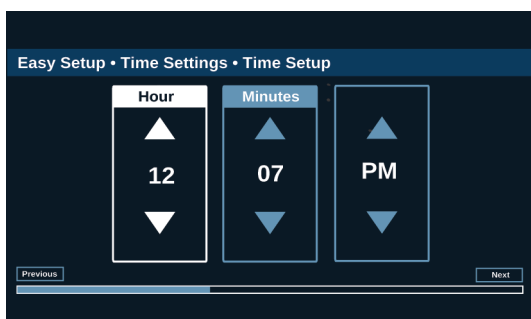 Easy Setup • Time Settings • Time Setup
Hour Minutes
12 07 PM
Previous Next